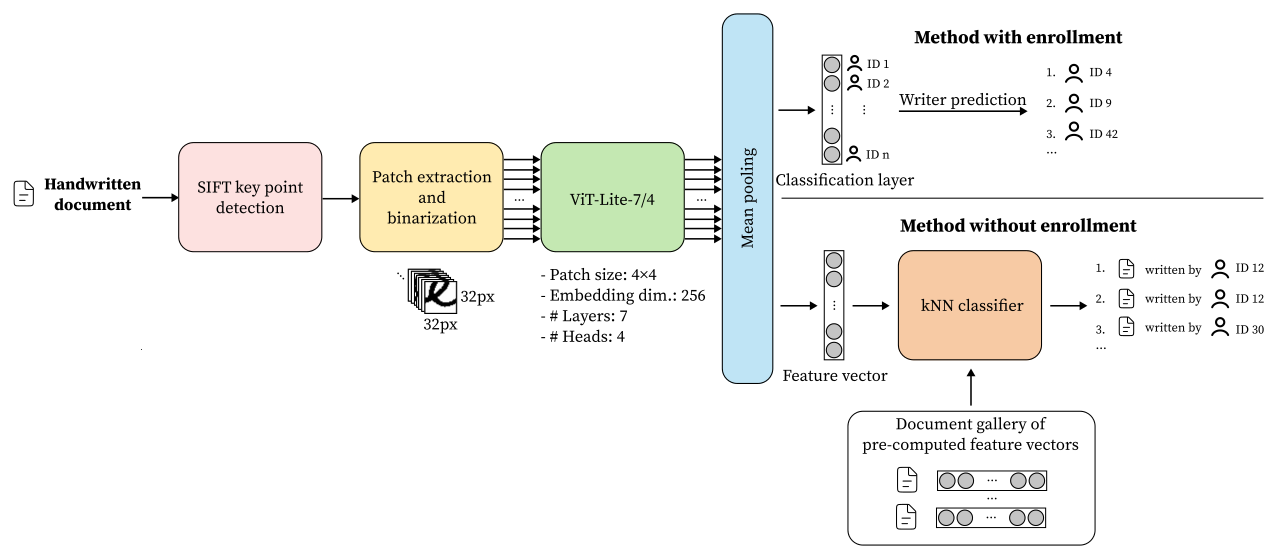 Handwritten
document
SIFT key point
detection
Patch extraction
and
binarization
...
32px
32px
ViT-Lite-7/4
- Patch size: 4×4
- Embedding dim.: 256
- # Layers: 7
- # Heads: 4
...
Mean pooling
Method with enrollment
ID 1
ID 2
... ...
ID n
Classification layer
Writer prediction
1. ID 4
2. ID 9
3. ID 42
...
Method without enrollment
...
Feature vector
kNN classifier
1. written by ID 12
2. written by ID 12
3. written by ID 30
...
Document gallery of
pre-computed feature vectors
...
...
...